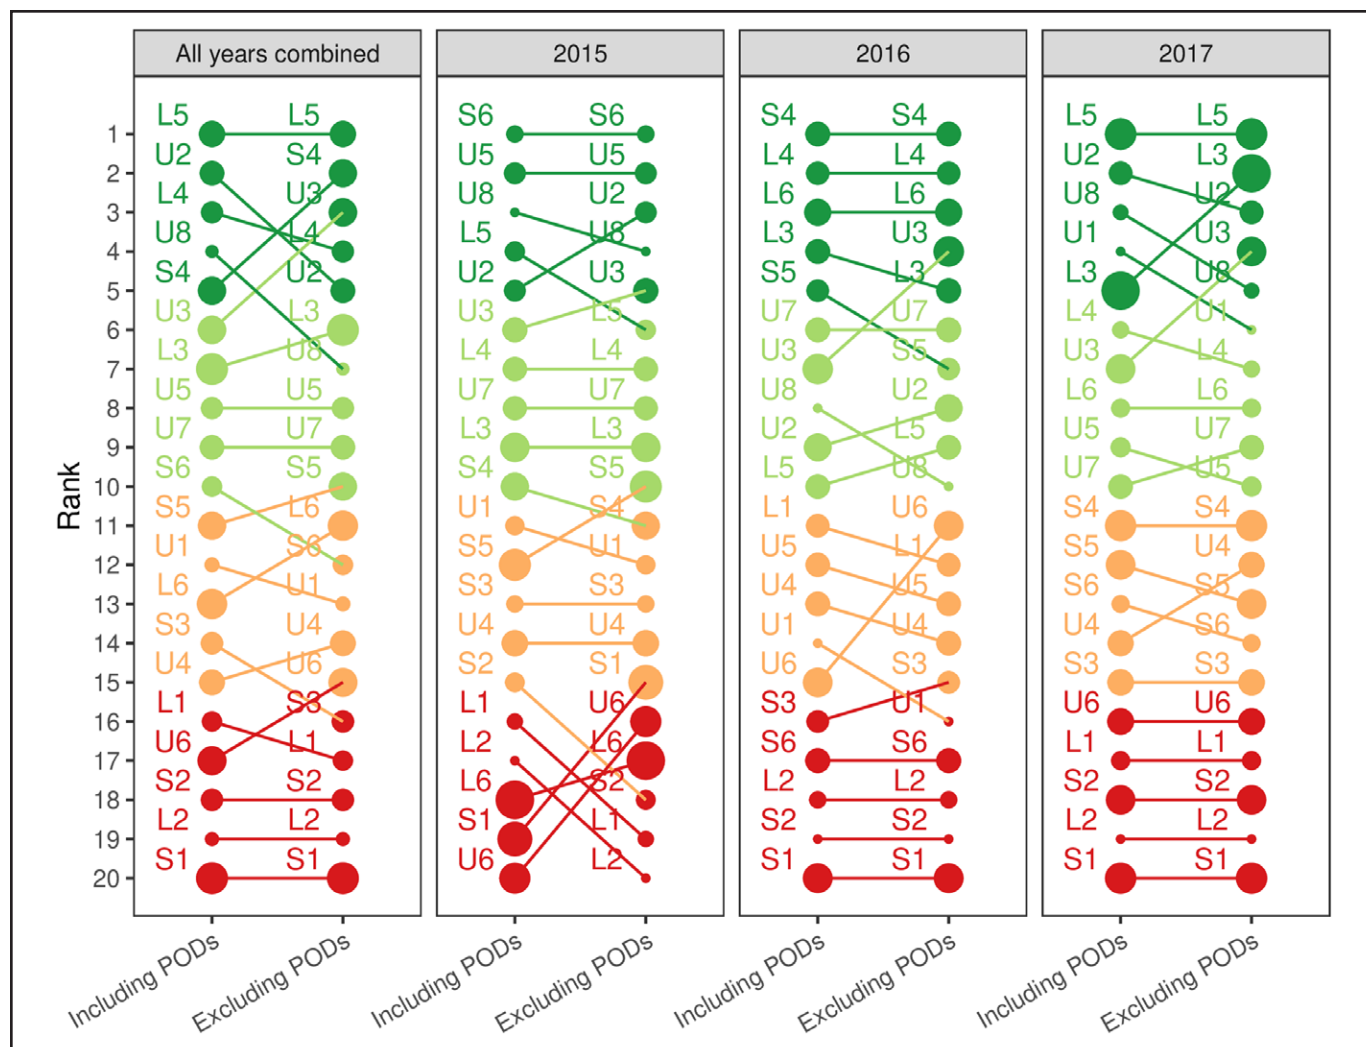 All years combined 2015 2016 2017
L5 L5 S6 S6 S4 S4 L5 L5
1
U2 S4 U5 U5 L4 L4 U2 L3
2
L4 U3 U8 U2 L6 L6 U8 U2
3
U8 L4 L5 U8 L3 U3 U1 U3
4
S4 U2 U2 U3 S5 L3 L3 U8
5
U3 L3 U3 L5 U7 U7 L4 U1
6
L3 U8 L4 L4 U3 S5 U3 L4
7
U5 U5 U7 U7 U8 U2 L6 L6
8
U7 U7 L3 L3 U2 L5 U5 U7
9
S6 S5 S4 S5 L5 U8 U7 U5
10
S5 L6 U1 S4 L1 U6 S4 S4
11
U1 S6 S5 U1 U5 L1 S5 U4
12
L6 U1 S3 S3 U4 U5 S6 S5
13
S3 U4 U4 U4 U1 U4 U4 S6
14
U4 U6 S2 S1 U6 S3 S3 S3
15
L1 S3 L1 U6 S3 U1 U6 U6
16
U6 L1 L2 L6 S6 S6 L1 L1
17
S2 S2 L6 S2 L2 L2 S2 S2
18
L2 L2 S1 L1 S2 S2 L2 L2
19
S1 S1 U6 L2 S1 S1 S1 S1
20
Rank
Including PODs Excluding PODs Including PODs Excluding PODs Including PODs Excluding PODs Including PODs Excluding PODs